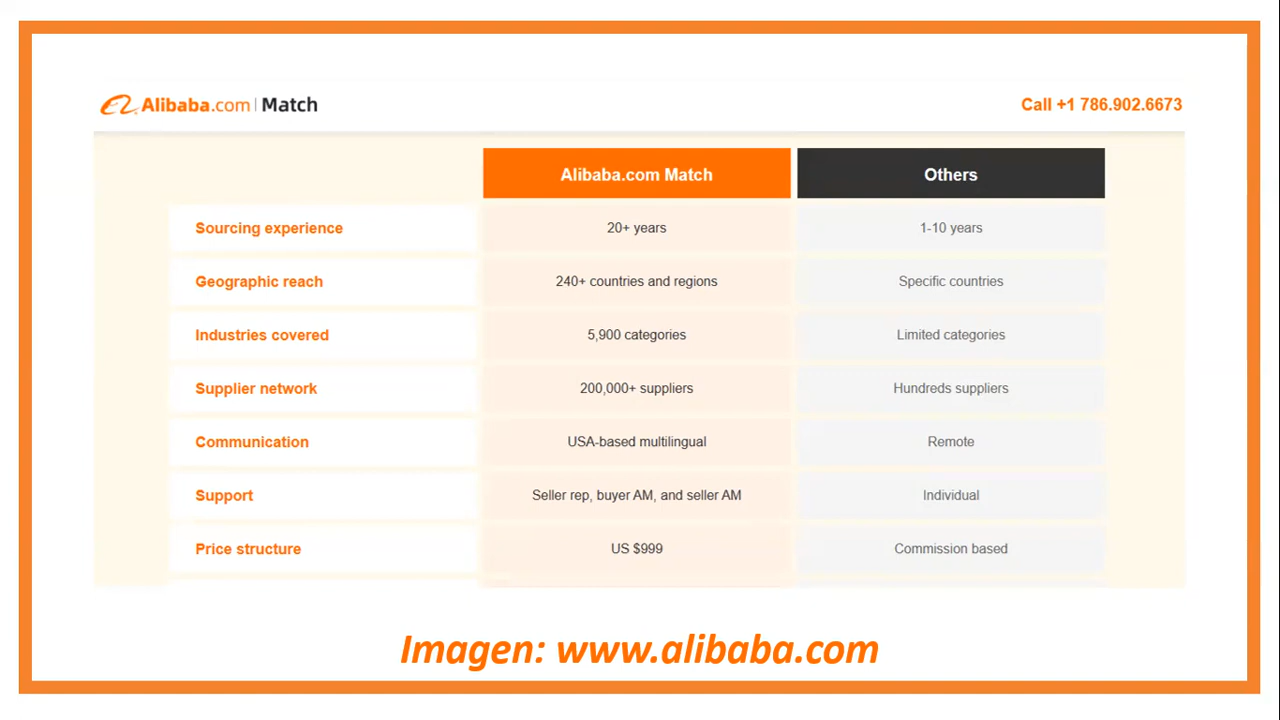 Alibaba.com | Match
Call +1 786.902.6673
Alibaba.com Match
Others
Sourcing experience
20+ years
1-10 years
Geographic reach
240+ countries and regions
Specific countries
Industries covered
5,900 categories
Limited categories
Supplier network
200,000+ suppliers
Hundreds suppliers
Communication
USA-based multilingual
Remote
Support
Seller rep, buyer AM, and seller AM
Individual
Price structure
US $999
Commission based
Imagen: www.alibaba.com